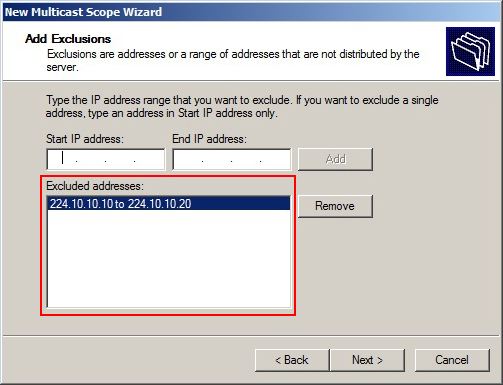 New Multicast Scope Wizard
Add Exclusions
Exclusions are addresses or a range of addresses that are not distributed by the
server.
Type the IP address range that you want to exclude. If you want to exclude a single
address, type an address in Start IP address only.
Start IP address: End IP address:
Add
Excluded addresses:
224.10.10.10 to 224.10.10.20
Remove
< Back Next > Cancel